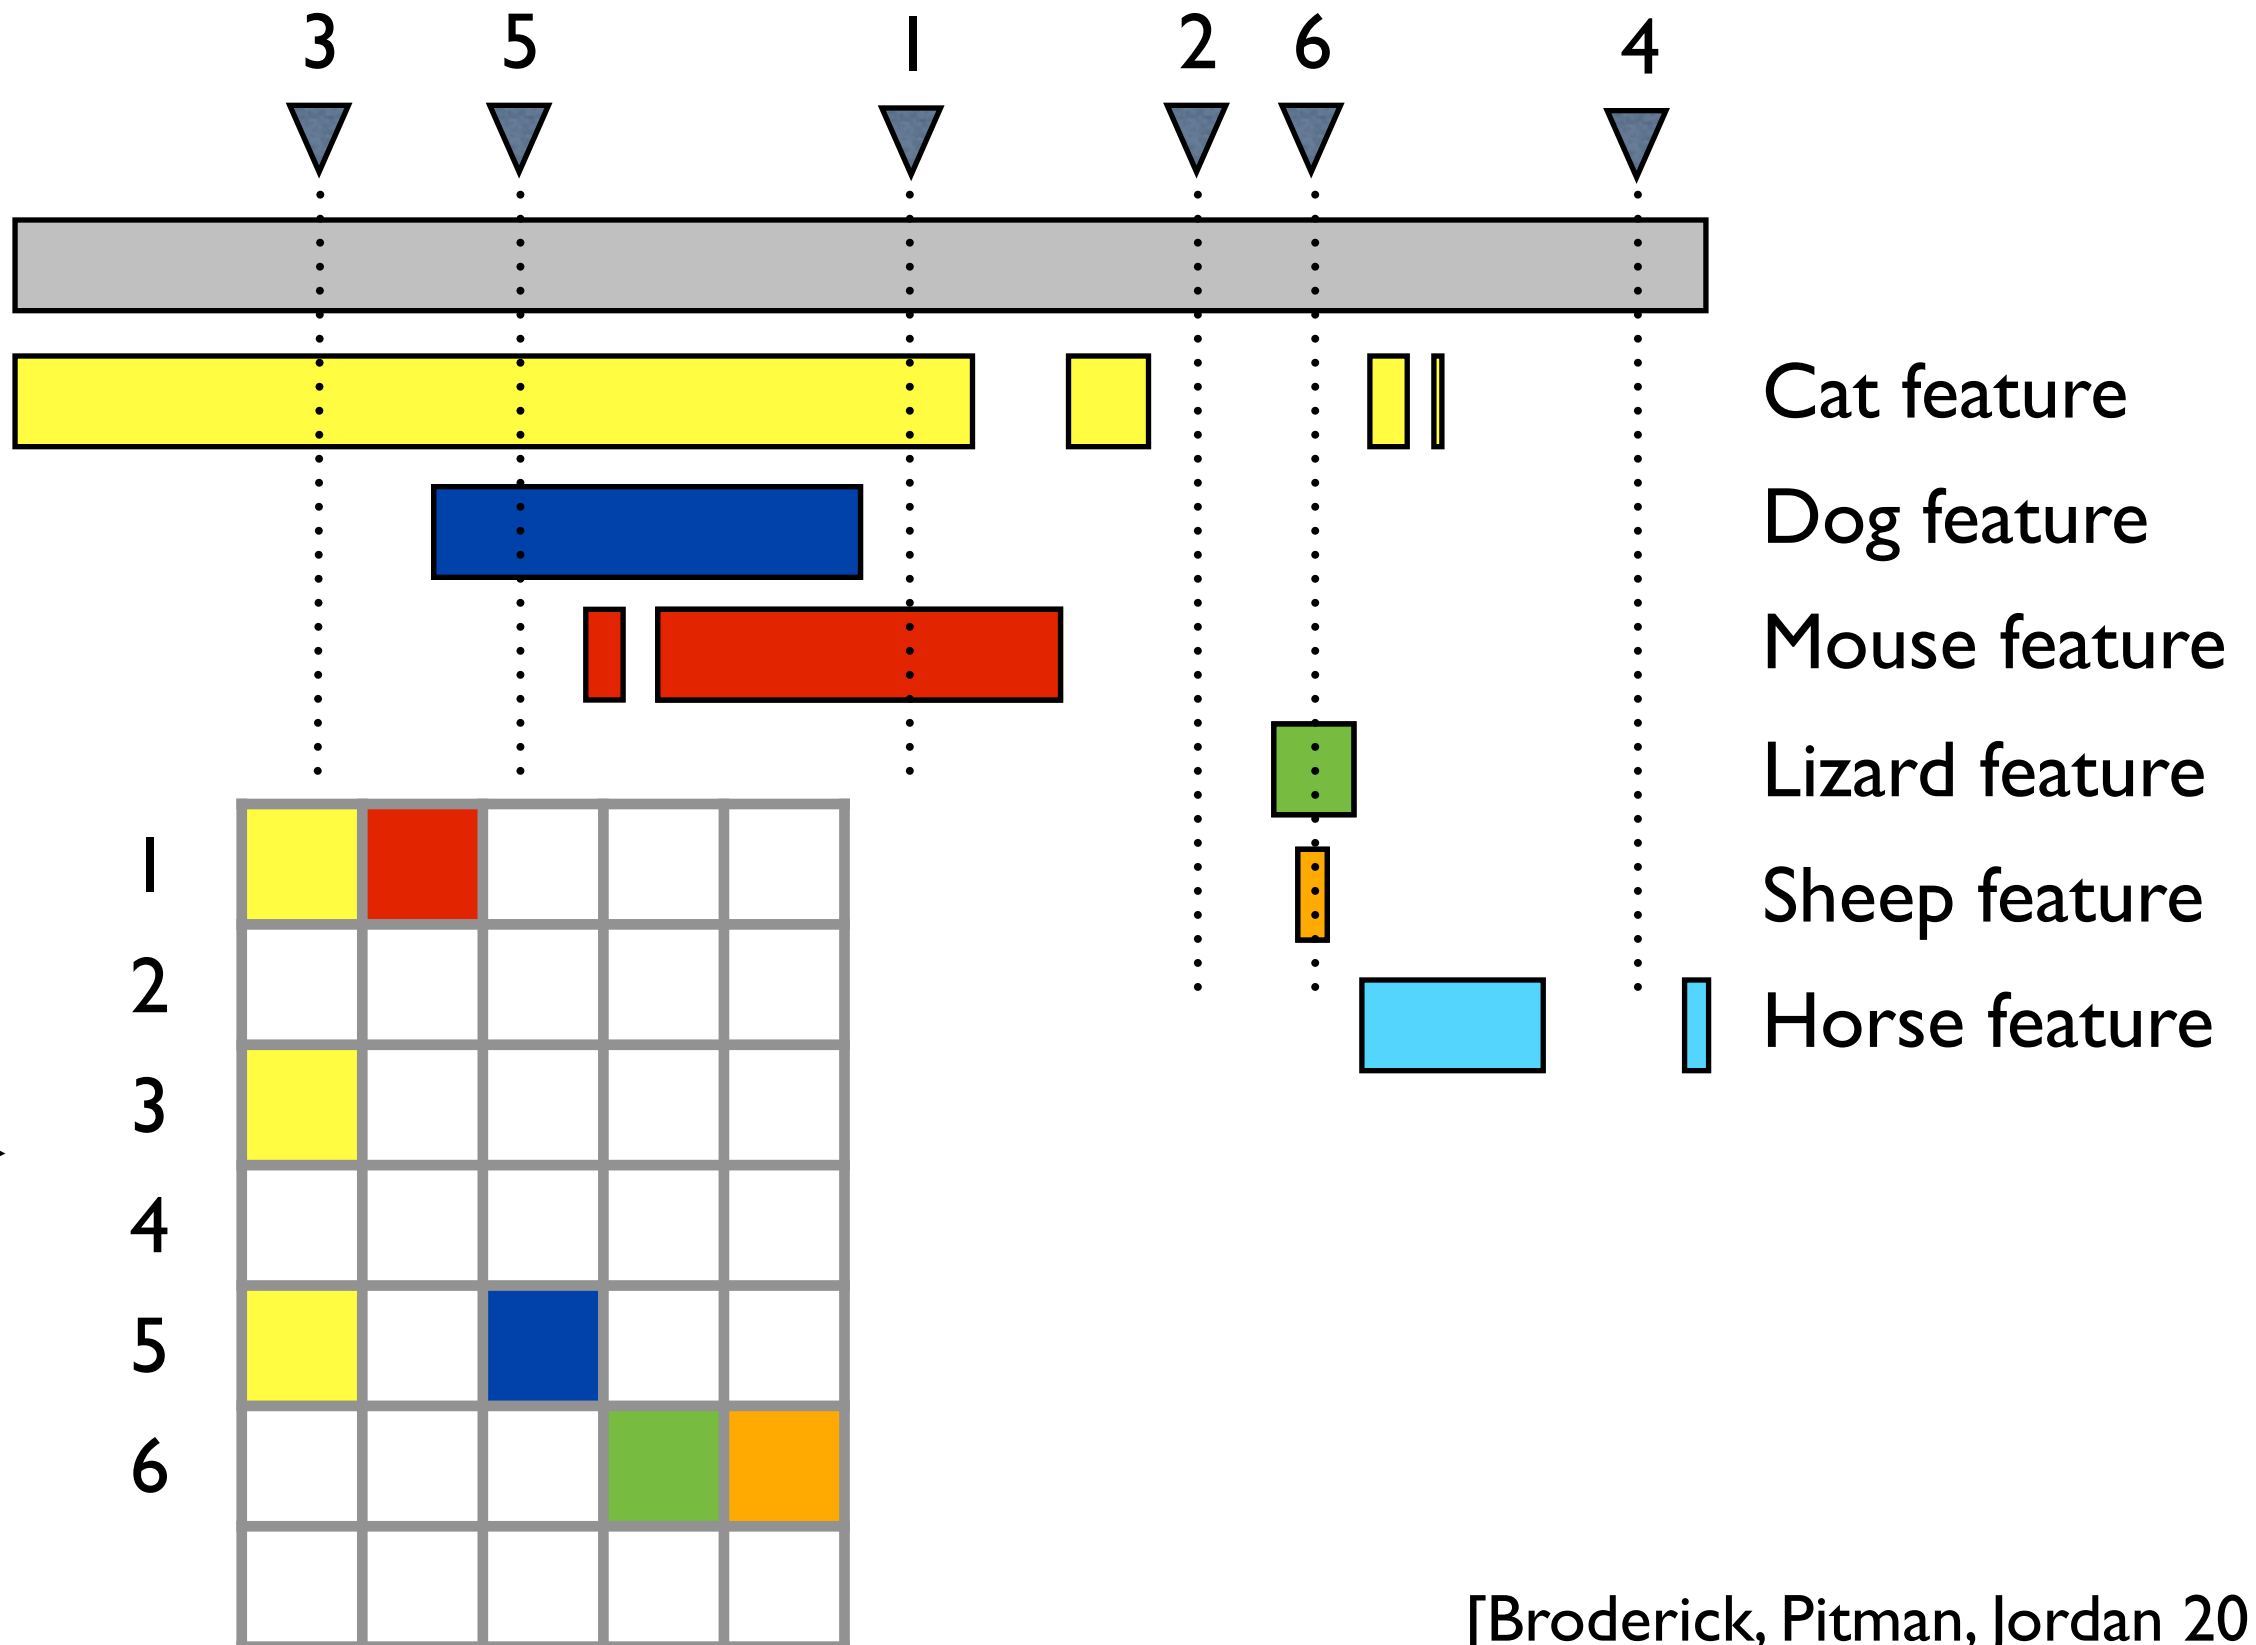 3 5 1 2 6 4
Cat feature
Dog feature
Mouse feature
Lizard feature
Sheep feature
Horse feature
1
2
3
4
5
6
[Broderick, Pitman, Jordan 20